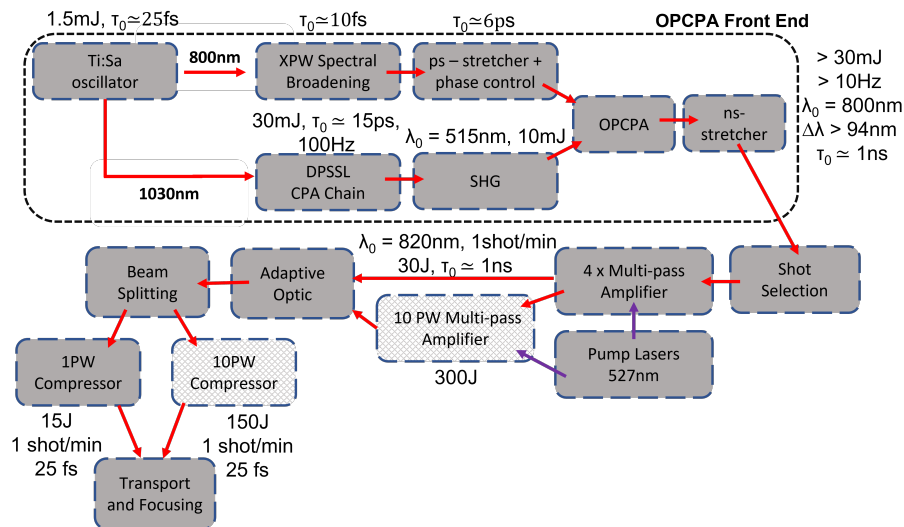 1.5mJ, τ₀≃25fs
τ₀≃10fs
τ₀≃6ps
OPCPA Front End
Ti:Sa
oscillator
800nm
XPW Spectral
Broadening
ps – stretcher +
phase control
> 30mJ
> 10Hz
λ₀ = 800nm
Δλ > 94nm
τ₀ ≃ 1ns
OPCPA
ns-
stretcher
30mJ, τ₀ ≃ 15ps,
100Hz
λ₀ = 515nm, 10mJ
1030nm
DPSSL
CPA Chain
SHG
λ₀ = 820nm, 1shot/min
30J, τ₀ ≃ 1ns
Beam
Splitting
Adaptive
Optic
4 x Multi-pass
Amplifier
Shot
Selection
10 PW Multi-pass
Amplifier
300J
Pump Lasers
527nm
1PW
Compressor
10PW
Compressor
15J
1 shot/min
25 fs
150J
1 shot/min
25 fs
Transport
and Focusing